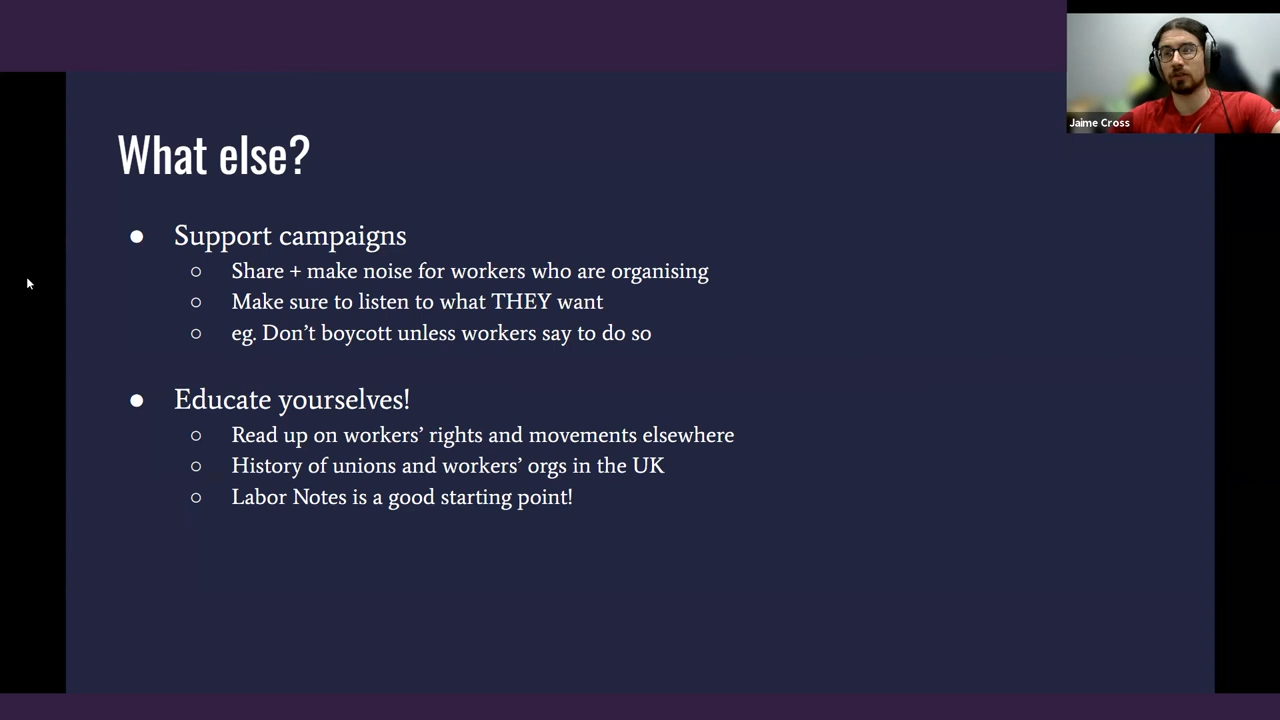 Jaime Cross
What else?
● Support campaigns
○ Share + make noise for workers who are organising
○ Make sure to listen to what THEY want
○ eg. Don’t boycott unless workers say to do so
● Educate yourselves!
○ Read up on workers’ rights and movements elsewhere
○ History of unions and workers’ orgs in the UK
○ Labor Notes is a good starting point!